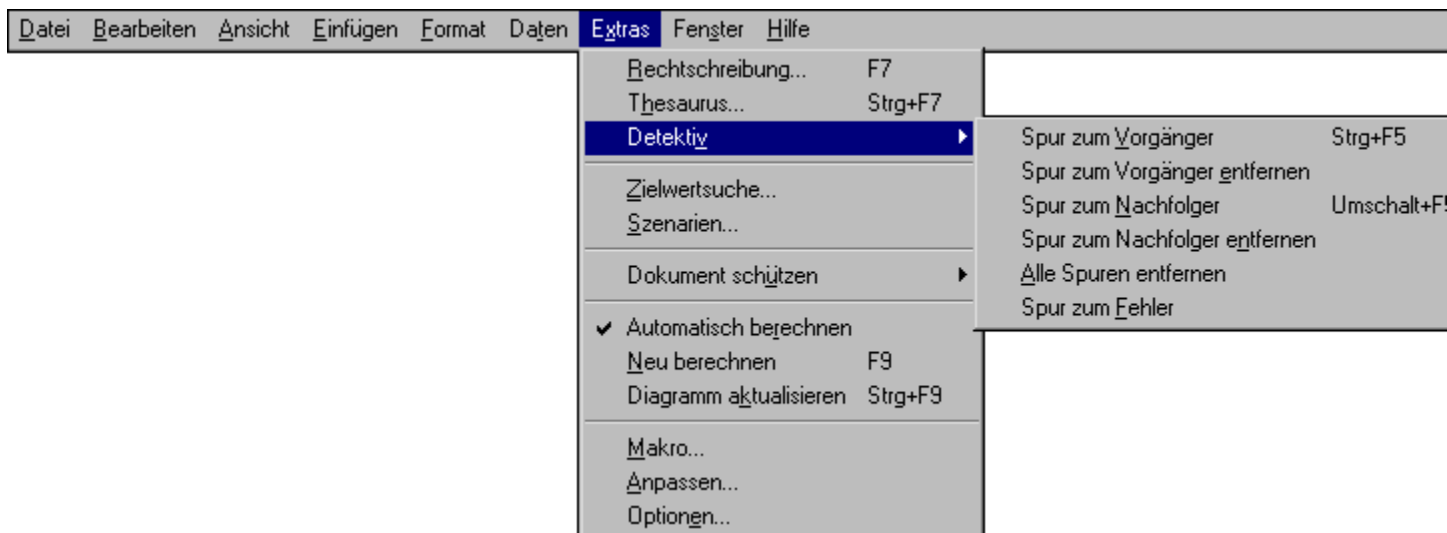 Datei Bearbeiten Ansicht Einfügen Format Daten Extras Fenster Hilfe
Rechtschreibung... F7
Thesaurus... Strg+F7
Detektiv
Zielwertsuche...
Szenarien...
Dokument schützen
Automatisch berechnen
Neu berechnen F9
Diagramm aktualisieren Strg+F9
Makro...
Anpassen...
Optionen...
Spur zum Vorgänger Strg+F5
Spur zum Vorgänger entfernen
Spur zum Nachfolger Umschalt+F5
Spur zum Nachfolger entfernen
Alle Spuren entfernen
Spur zum Fehler